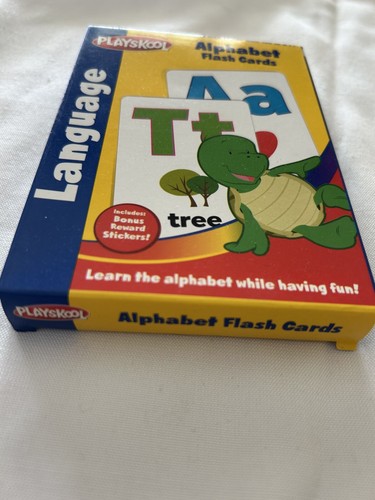 PLAYSKOOL
Alphabet
Flash Cards
Language
Aa
Tt
tree
Includes:
Bonus
Reward
Stickers!
Learn the alphabet while having fun!
PLAYSKOOL
Alphabet Flash Cards